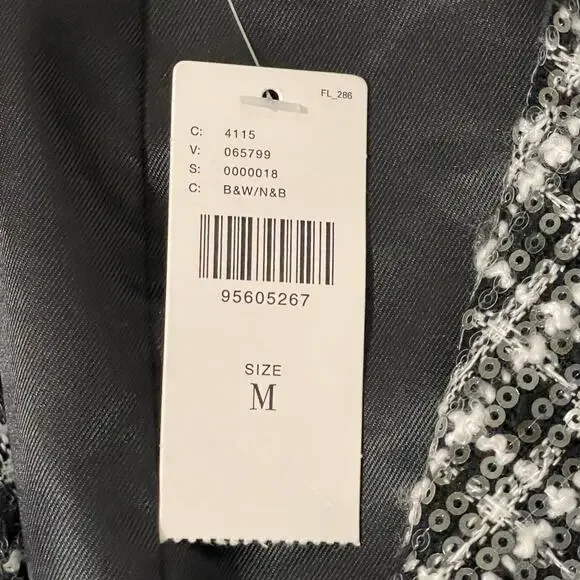 FL_286
C: 4115
V: 065799
S: 0000018
C: B&W/N&B
95605267
SIZE
M